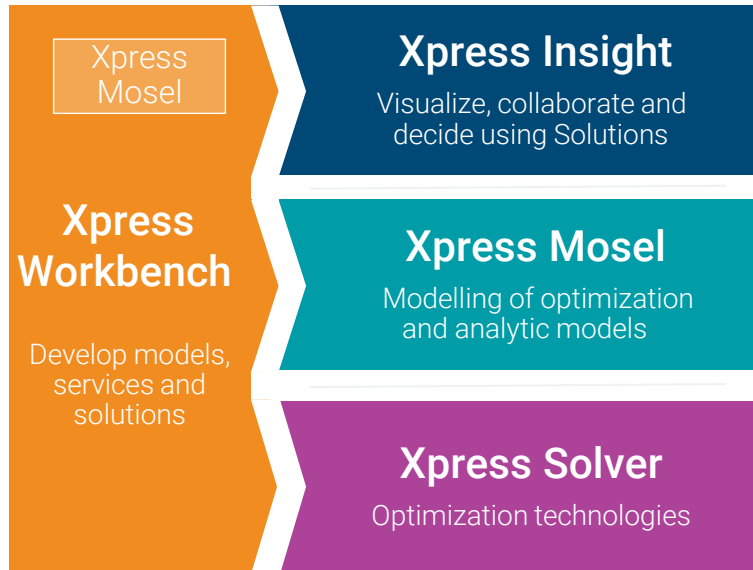 Xpress
Mosel
Xpress
Workbench
Develop models,
services and
solutions
Xpress Insight
Visualize, collaborate and
decide using Solutions
Xpress Mosel
Modelling of optimization
and analytic models
Xpress Solver
Optimization technologies